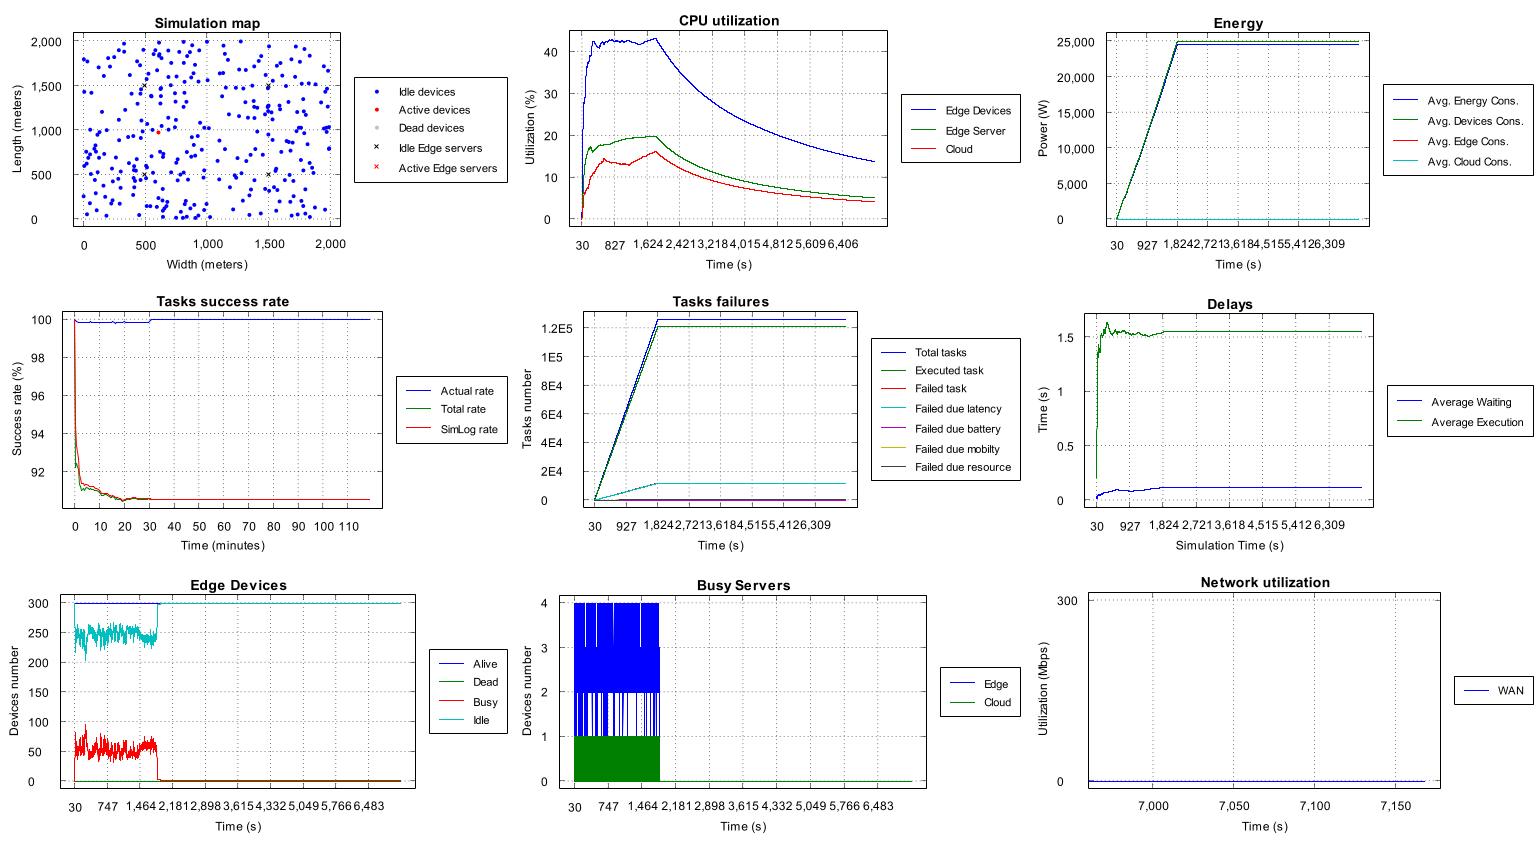 Simulation map
2,000
1,500
1,000
500
0
Length (meters)
0 500 1,000 1,500 2,000
Width (meters)
Idle devices
Active devices
Dead devices
Idle Edge servers
Active Edge servers
CPU utilization
40
30
20
10
0
Utilization (%)
30 827 1,624 2,421 3,218 4,015 4,812 5,609 6,406
Time (s)
Edge Devices
Edge Server
Cloud
Energy
25,000
20,000
15,000
10,000
5,000
0
Power (W)
30 927 1,824 2,721 3,618 4,515 5,412 6,309
Time (s)
Avg. Energy Cons.
Avg. Devices Cons.
Avg. Edge Cons.
Avg. Cloud Cons.
Tasks success rate
100
98
96
94
92
Success rate (%)
0 10 20 30 40 50 60 70 80 90 100 110
Time (minutes)
Actual rate
Total rate
SimLog rate
Tasks failures
1.2E5
1E5
8E4
6E4
4E4
2E4
0
Tasks number
30 927 1,824 2,721 3,618 4,515 5,412 6,309
Time (s)
Total tasks
Executed task
Failed task
Failed due latency
Failed due battery
Failed due mobilty
Failed due resource
Delays
1.5
1
0.5
0
Time (s)
30 927 1,824 2,721 3,618 4,515 5,412 6,309
Simulation Time (s)
Average Waiting
Average Execution
Edge Devices
300
250
200
150
100
50
0
Devices number
30 747 1,464 2,181 2,898 3,615 4,332 5,049 5,766 6,483
Time (s)
Alive
Dead
Busy
Idle
Busy Servers
4
3
2
1
0
Devices number
30 747 1,464 2,181 2,898 3,615 4,332 5,049 5,766 6,483
Time (s)
Edge
Cloud
Network utilization
300
0
Utilization (Mbps)
7,000 7,050 7,100 7,150
Time (s)
WAN